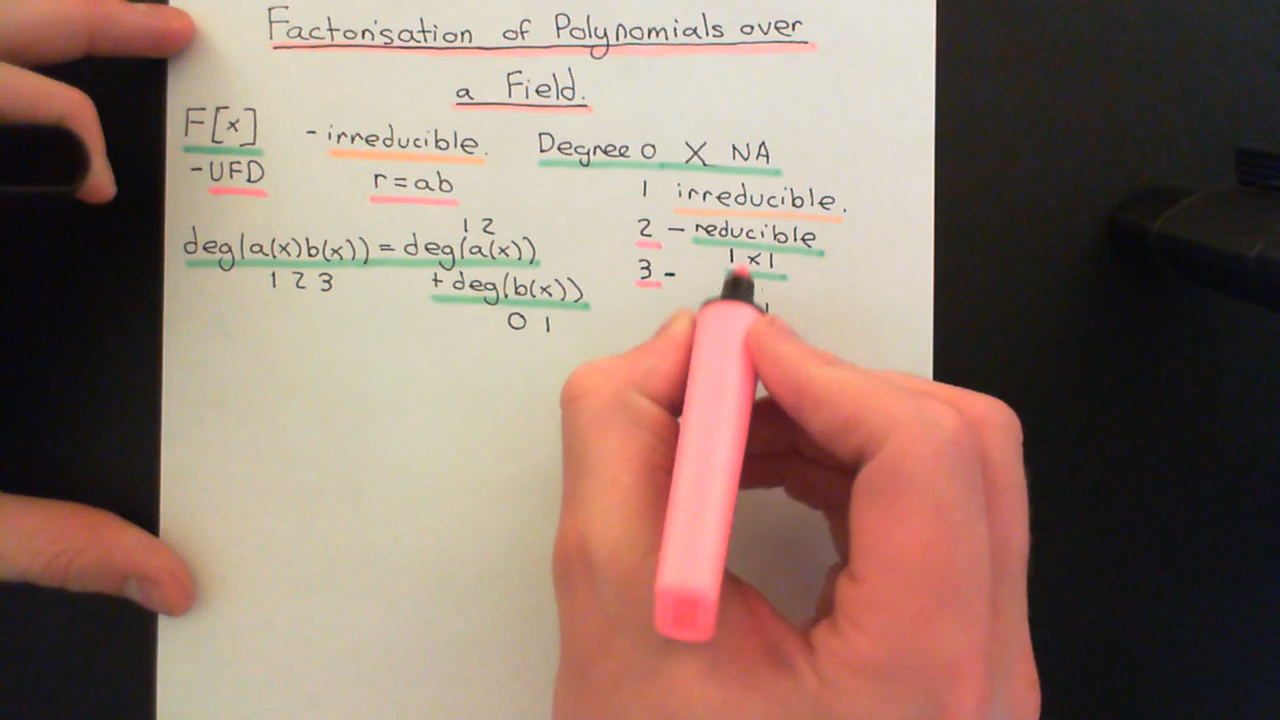 Factorisation of Polynomials over
a Field.
F[x]
-UFD
- irreducible.
r = ab
Degree 0 X NA
1 irreducible.
2 - reducible
1 x 1
3 -
1
1 2
deg(a(x)b(x)) = deg(a(x))
1 2 3
+ deg(b(x))
0 1